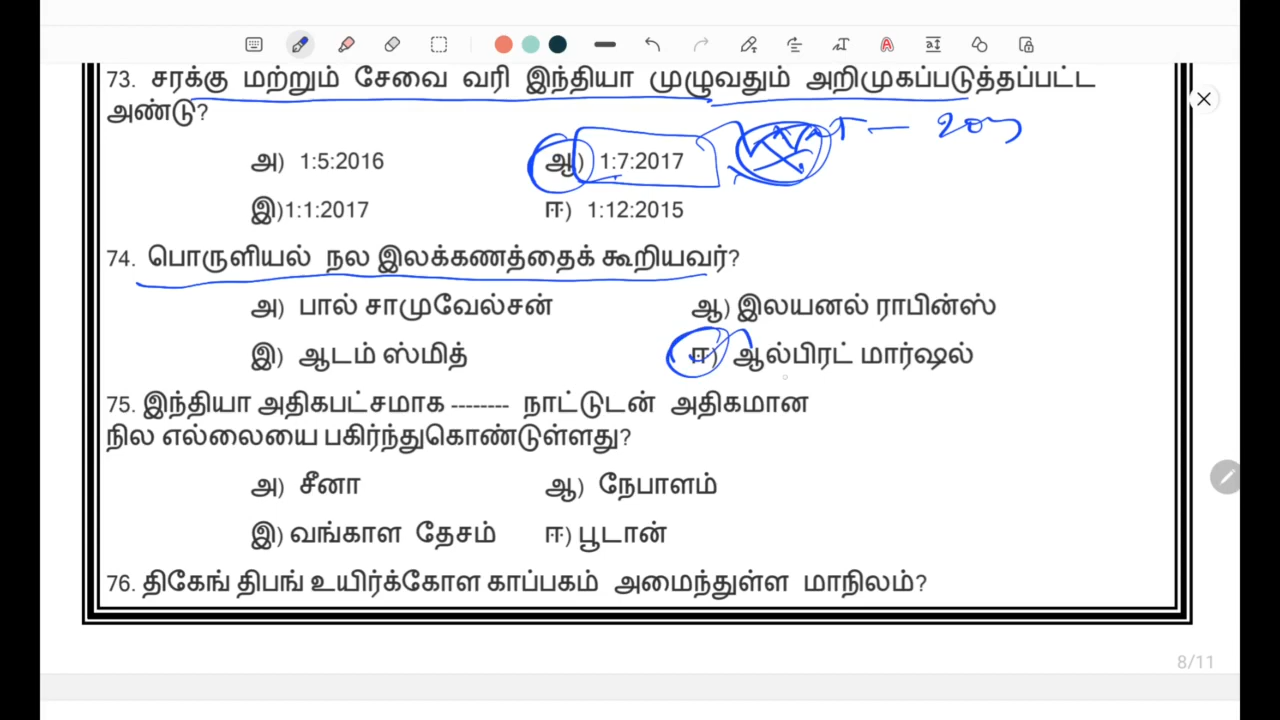 73. சரக்கு மற்றும் சேவை வரி இந்தியா முழுவதும் அறிமுகப்படுத்தப்பட்ட
அண்டு?
அ) 1:5:2016 ஆ) 1:7:2017
இ)1:1:2017 ஈ) 1:12:2015
74. பொருளியல் நல இலக்கணத்தைக் கூறியவர்?
அ) பால் சாமுவேல்சன் ஆ) இலயனல் ராபின்ஸ்
இ) ஆடம் ஸ்மித் ஈ) ஆல்பிரட் மார்ஷல்
75. இந்தியா அதிகபட்சமாக -------- நாட்டுடன் அதிகமான
நில எல்லையை பகிர்ந்துகொண்டுள்ளது?
அ) சீனா ஆ) நேபாளம்
இ) வங்காள தேசம் ஈ) பூடான்
76. திகேங் திபங் உயிர்க்கோள காப்பகம் அமைந்துள்ள மாநிலம்?
8/11